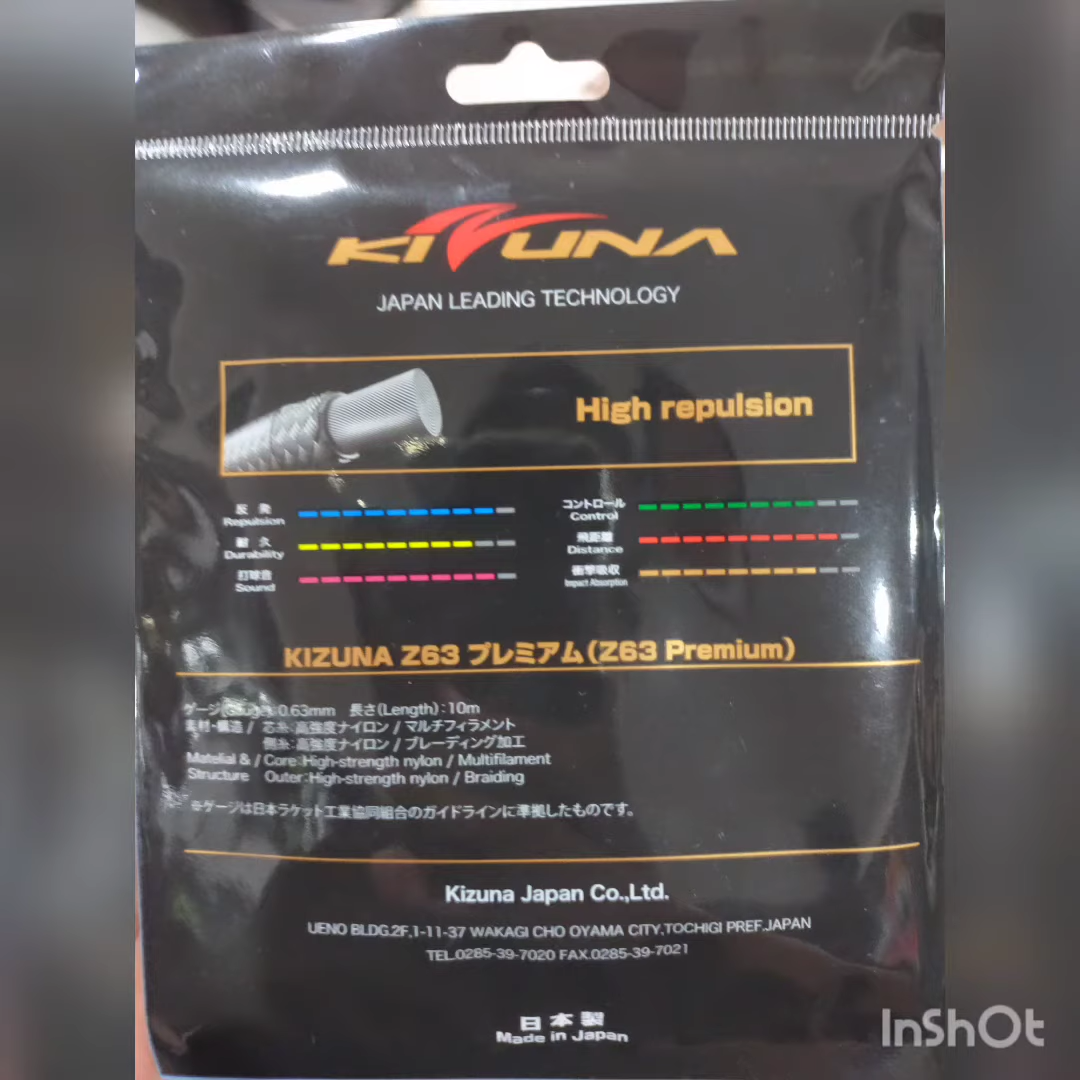 KIZUNA
JAPAN LEADING TECHNOLOGY
High repulsion
反 発
Repulsion
耐 久
Durability
打球音
Sound
コントロール
Control
飛距離
Distance
衝撃吸収
Impact Absorption
KIZUNA Z63 プレミアム(Z63 Premium)
ゲージ(Gauge):0.63mm 長さ(Length):10m
素材・構造 / 芯糸:高強度ナイロン / マルチフィラメント
側糸:高強度ナイロン / ブレーディング加工
Matelial & / Core:High-strength nylon / Multifilament
Structure Outer:High-strength nylon / Braiding
※ゲージは日本ラケット工業協同組合のガイドラインに準拠したものです。
Kizuna Japan Co.,Ltd.
UENO BLDG.2F,1-11-37 WAKAGI CHO OYAMA CITY,TOCHIGI PREF,JAPAN
TEL.0285-39-7020 FAX.0285-39-7021
日本製
Made in Japan
InShOt